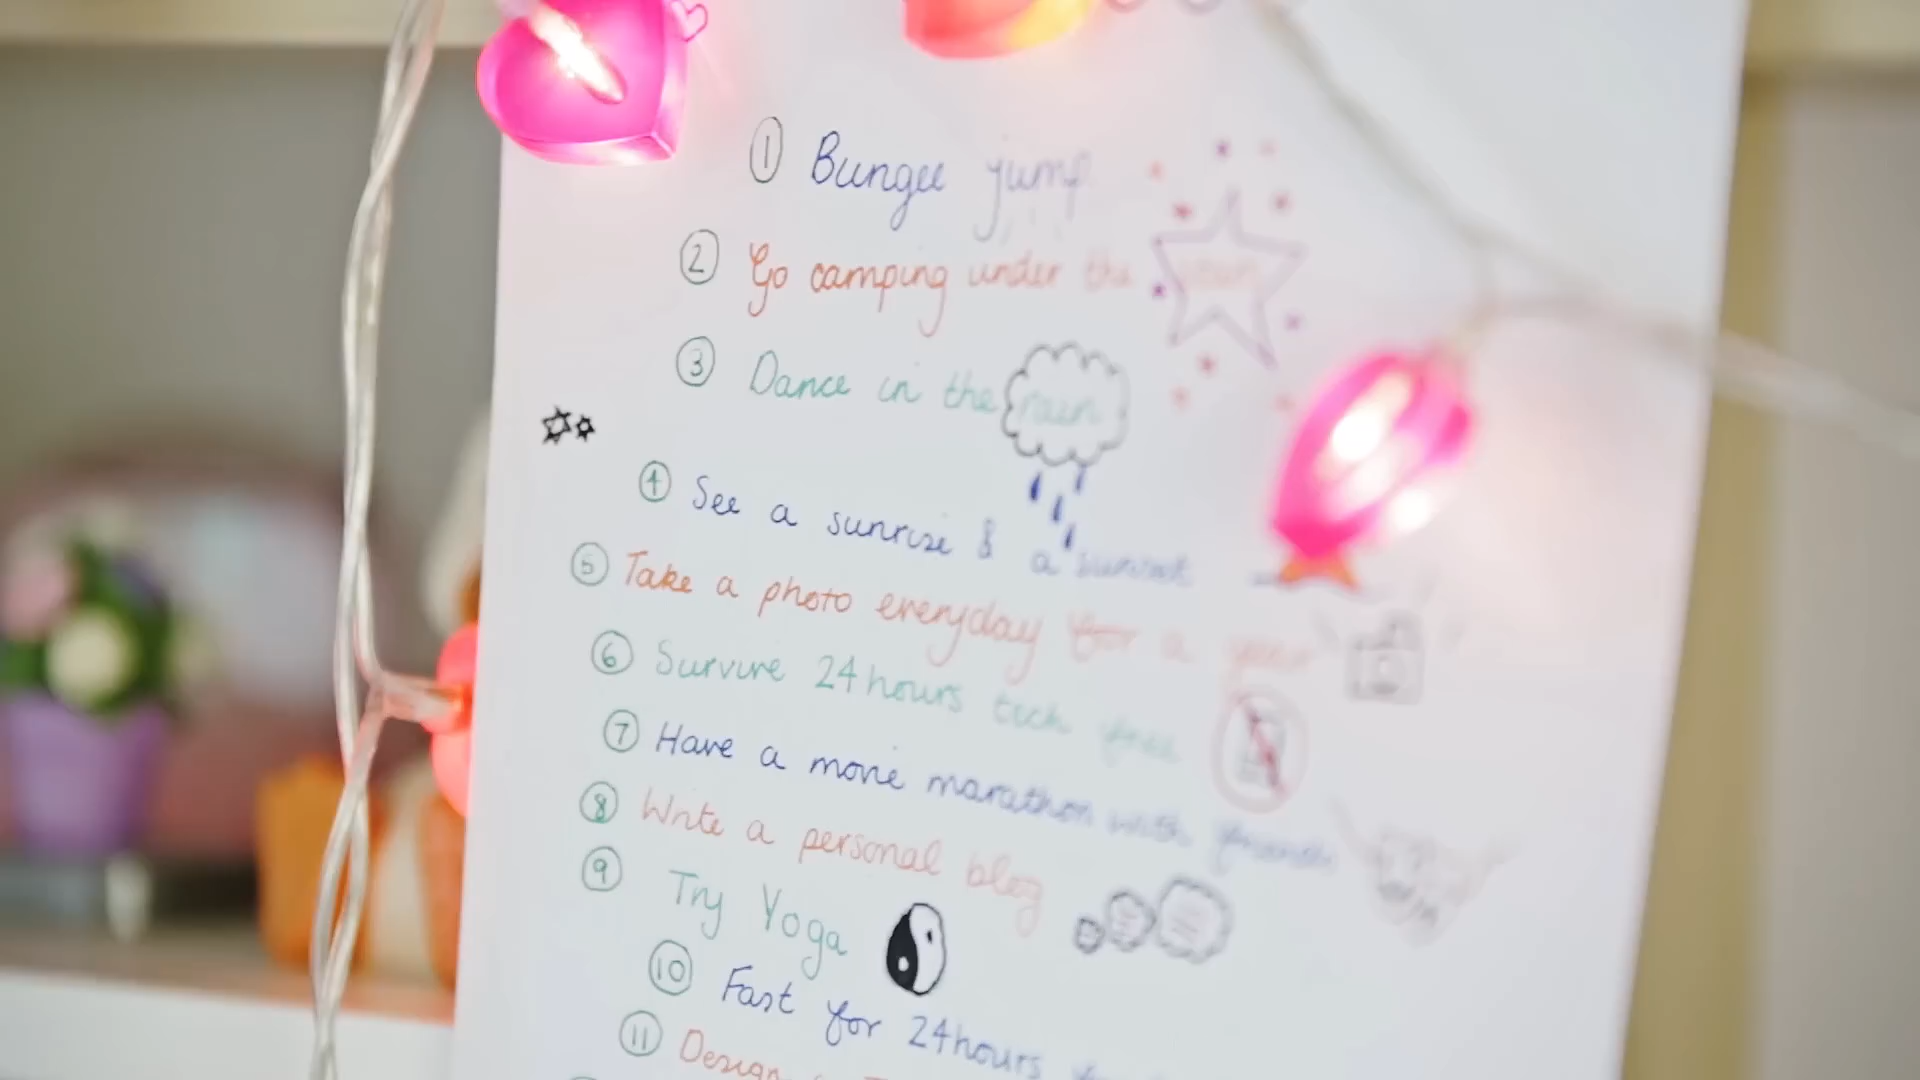 1 Bungee jump
2 Go camping under the stars
3 Dance in the rain
4 See a sunrise & a sunset
5 Take a photo everyday for a year
6 Survive 24hours tech free
7 Have a movie marathon with friends
8 Write a personal blog
9 Try Yoga
10 Fast for 24hours
11 Design